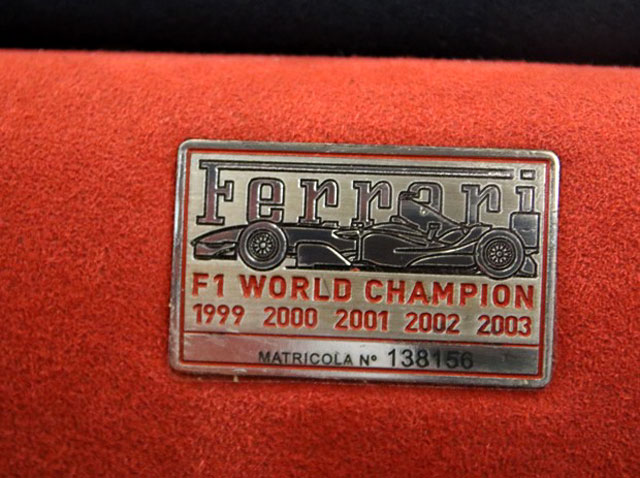 Ferrari
F1 WORLD CHAMPION
1999 2000 2001 2002 2003
MATRICOLA Nº 138156